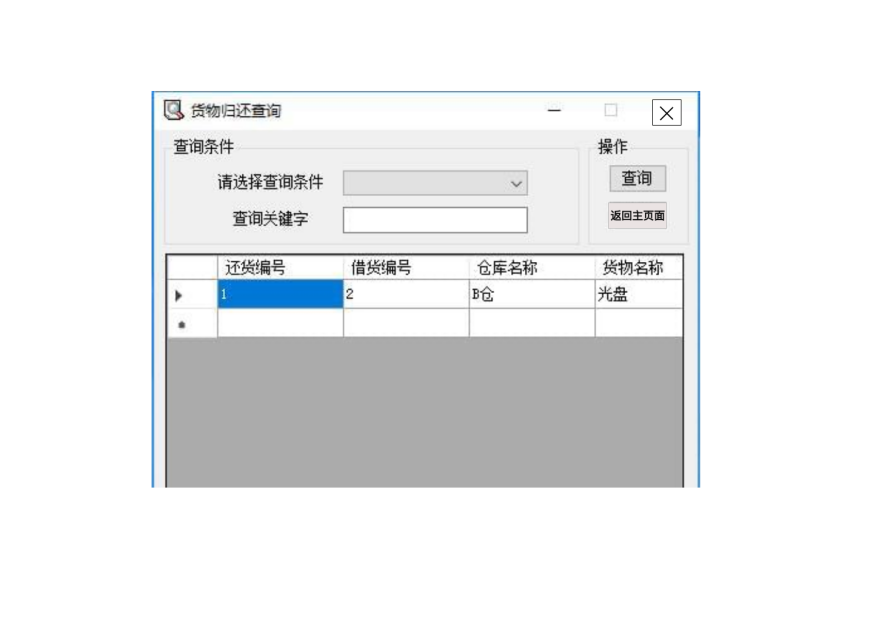 货物归还查询
查询条件
操作
请选择查询条件
查询
查询关键字
返回主页面
还货编号 借货编号 仓库名称 货物名称
1 2 B仓 光盘